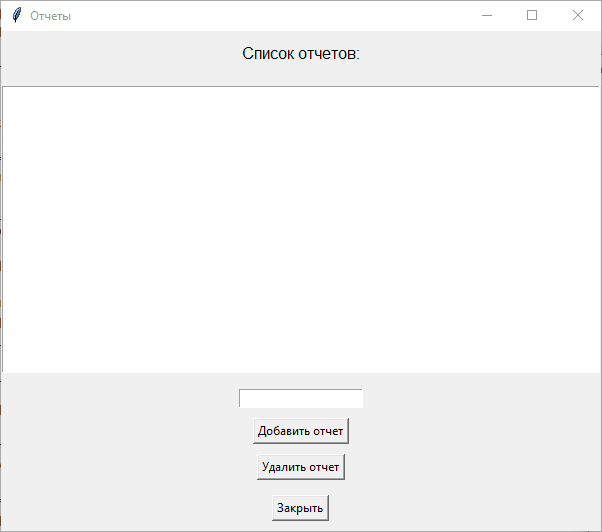 Отчеты
Список отчетов:
Добавить отчет
Удалить отчет
Закрыть